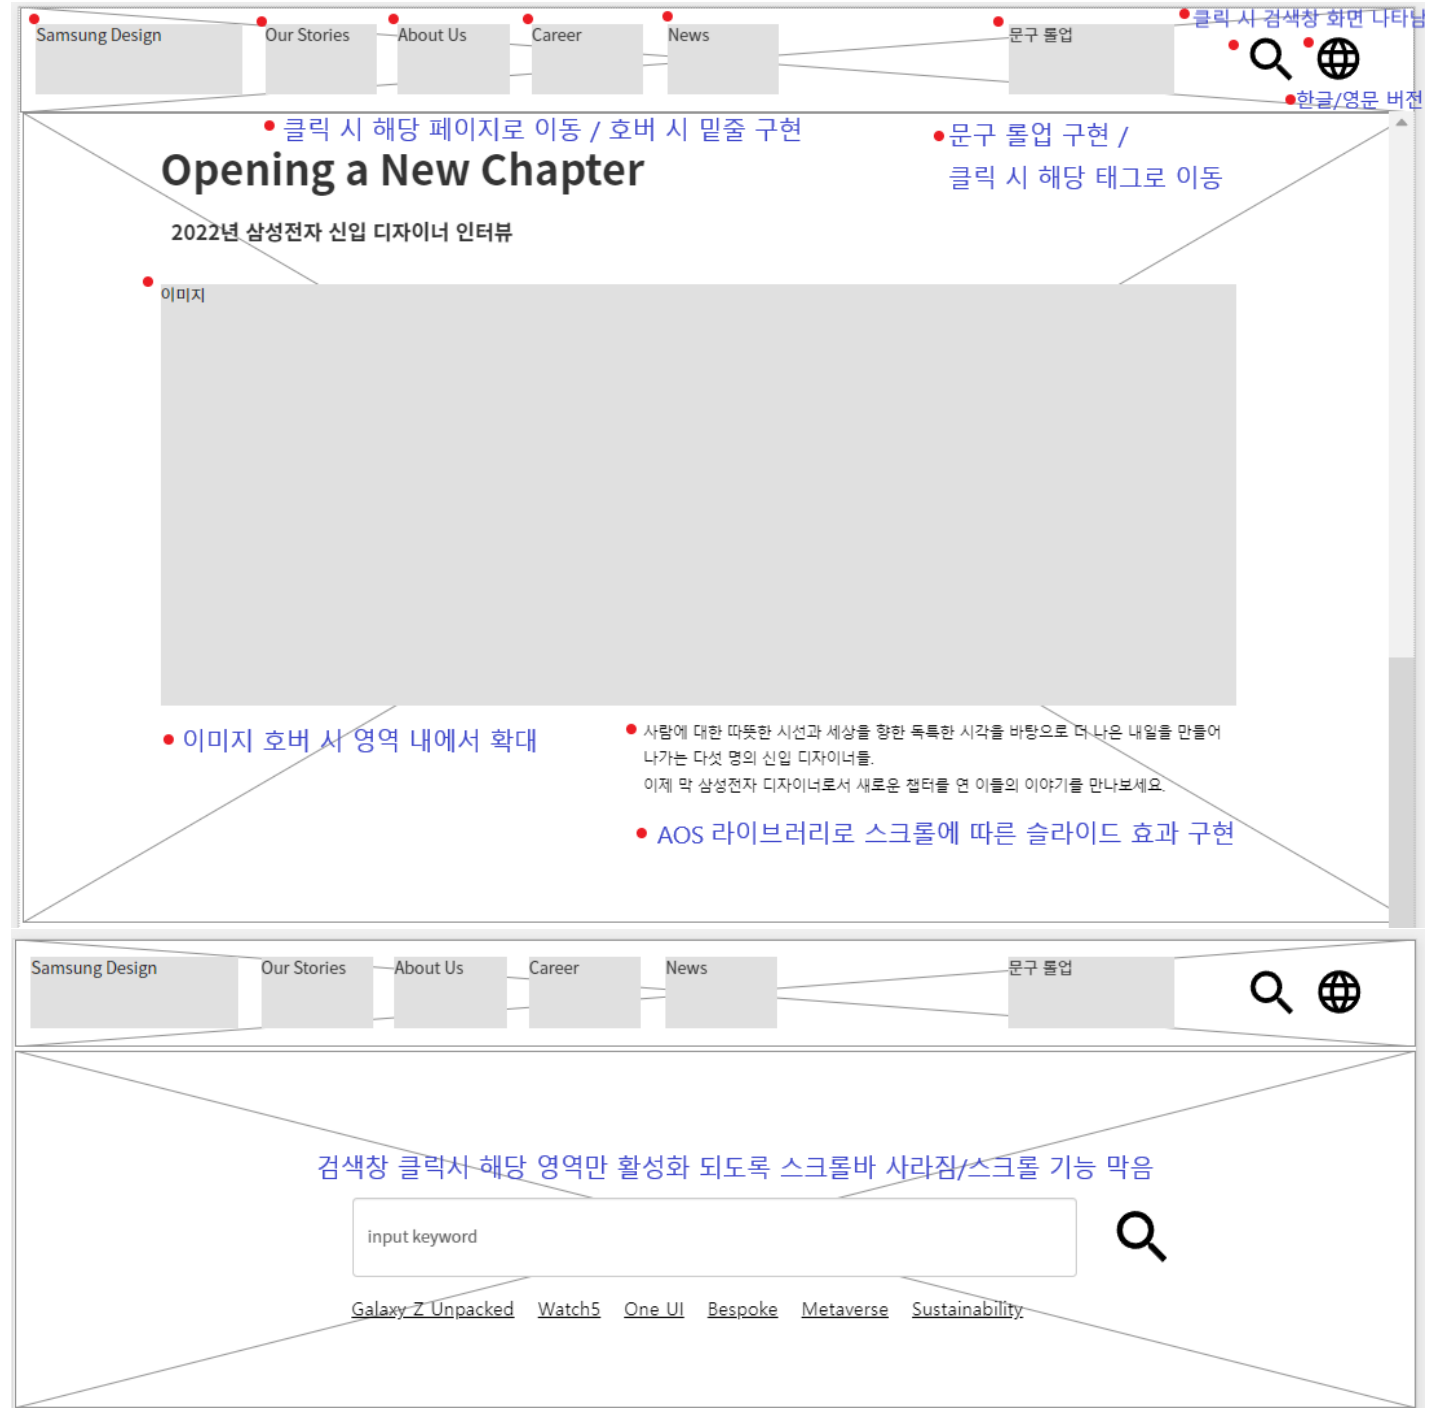 클릭 시 검색창 화면 나타남
Samsung Design
Our Stories
About Us
Career
News
문구 롤업
한글/영문 버전
클릭 시 해당 페이지로 이동 / 호버 시 밑줄 구현
문구 롤업 구현 /
클릭 시 해당 태그로 이동
Opening a New Chapter
2022년 삼성전자 신입 디자이너 인터뷰
이미지
이미지 호버 시 영역 내에서 확대
사람에 대한 따뜻한 시선과 세상을 향한 독특한 시각을 바탕으로 더 나은 내일을 만들어
나가는 다섯 명의 신입 디자이너들.
이제 막 삼성전자 디자이너로서 새로운 챕터를 연 이들의 이야기를 만나보세요.
AOS 라이브러리로 스크롤에 따른 슬라이드 효과 구현
Samsung Design
Our Stories
About Us
Career
News
문구 롤업
검색창 클릭시 해당 영역만 활성화 되도록 스크롤바 사라짐/스크롤 기능 막음
input keyword
Galaxy Z Unpacked
Watch5
One UI
Bespoke
Metaverse
Sustainability